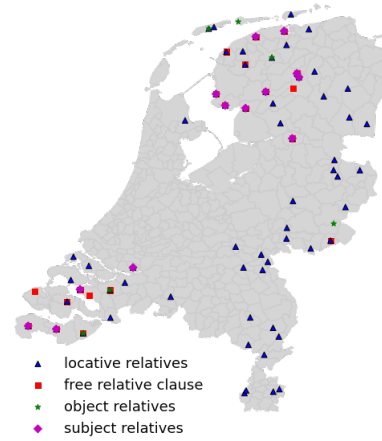 locative relatives
free relative clause
object relatives
subject relatives